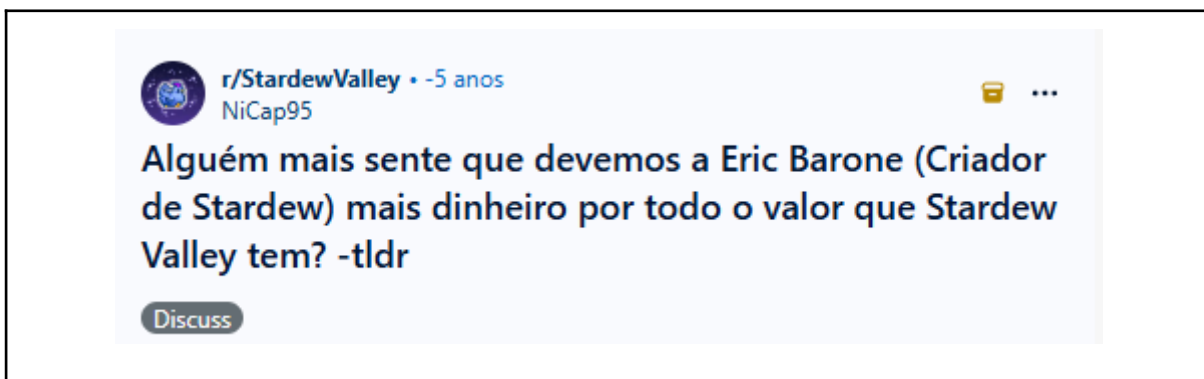 r/StardewValley • -5 anos
NiCap95
Alguém mais sente que devemos a Eric Barone (Criador
de Stardew) mais dinheiro por todo o valor que Stardew
Valley tem? -tldr
Discuss